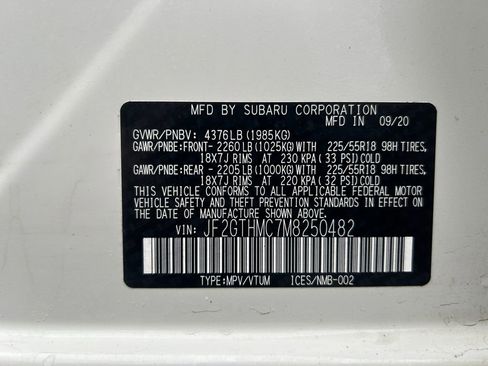 MFD BY SUBARU CORPORATION
MFD IN 09/20
GVWR/PNBV: 4376LB(1985KG)
GAWR/PNBE:FRONT- 2260LB(1025KG)WITH 225/55R18 98H TIRES,
18X7J RIMS AT 230 KPA( 33 PSI)COLD
GAWR/PNBE:REAR - 2205LB(1000KG)WITH 225/55R18 98H TIRES,
18X7J RIMS AT 220 KPA( 32 PSI)COLD
THIS VEHICLE CONFORMS TO ALL APPLICABLE FEDERAL MOTOR
VEHICLE SAFETY AND BUMPER STANDARDS IN EFFECT ON THE
DATE OF MANUFACTURE SHOWN ABOVE.
VIN: JF2GTHMC7M8250482
TYPE:MPV/VTUM ICES/NMB-002